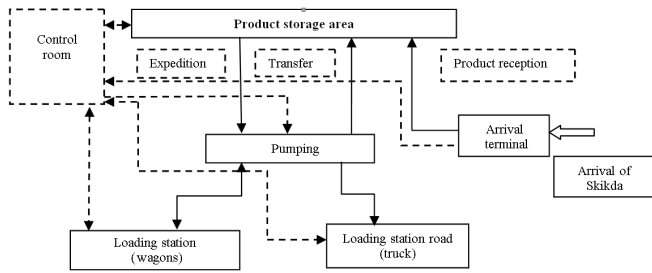 Product storage area
Control
room
Expedition
Transfer
Product reception
Arrival
terminal
Pumping
Arrival of
Skikda
Loading station
(wagons)
Loading station road
(truck)